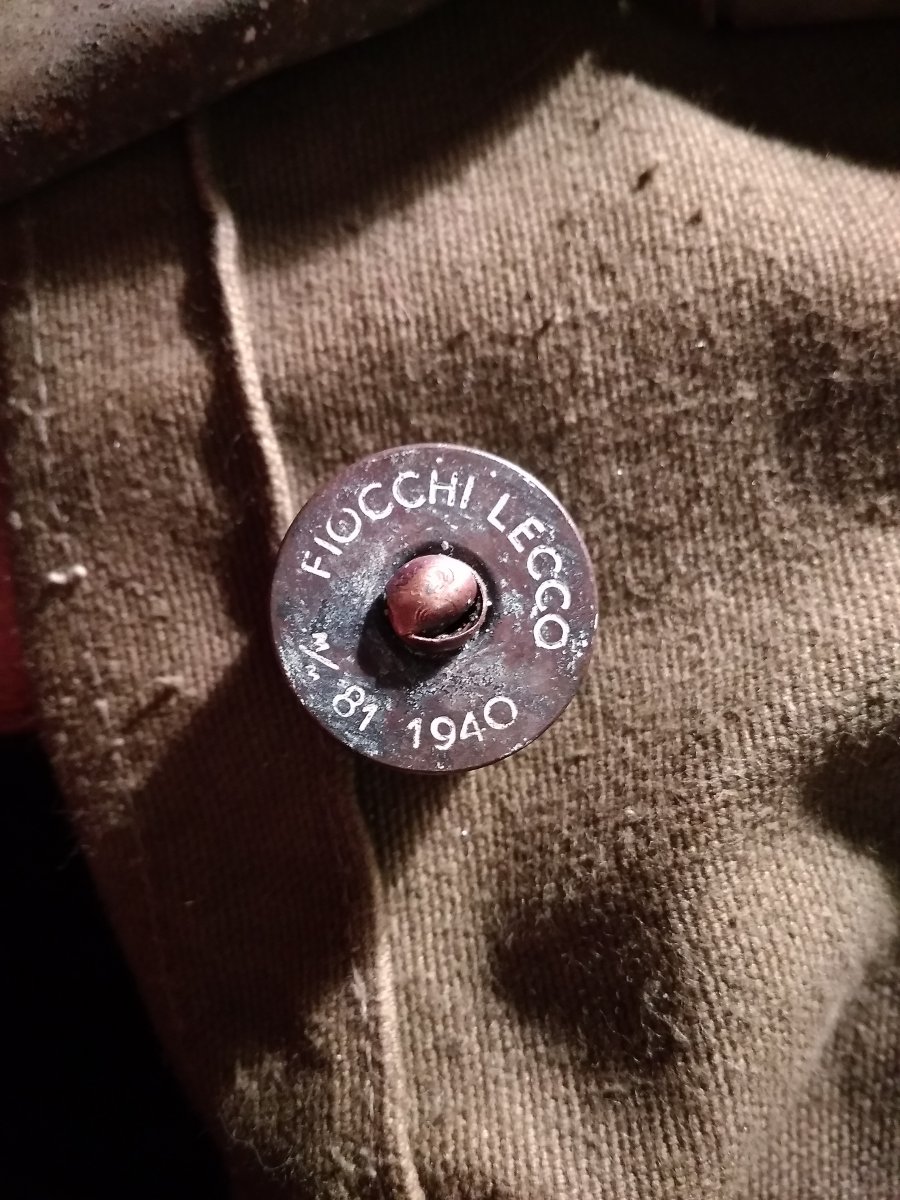 FIOCCHI LECCO
m/m 81 1940